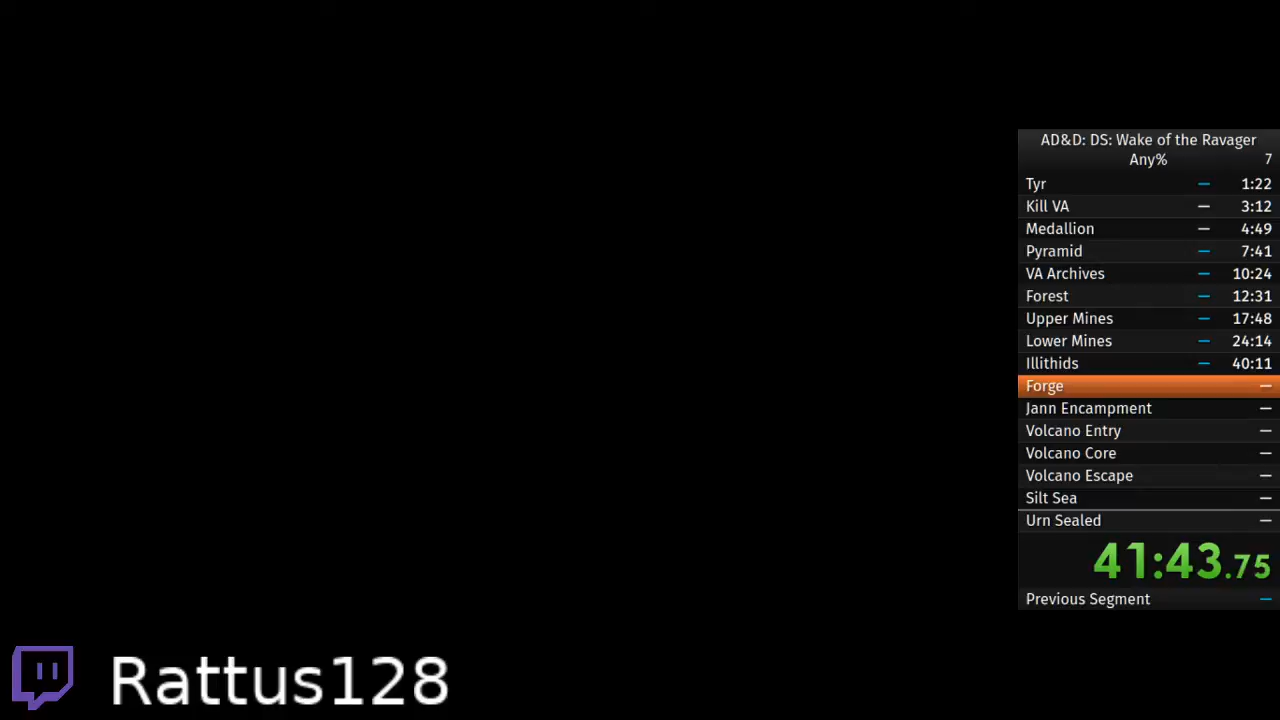 AD&D: DS: Wake of the Ravager
Any% 7
Tyr — 1:22
Kill VA — 3:12
Medallion — 4:49
Pyramid — 7:41
VA Archives — 10:24
Forest — 12:31
Upper Mines — 17:48
Lower Mines — 24:14
Illithids — 40:11
Forge —
Jann Encampment —
Volcano Entry —
Volcano Core —
Volcano Escape —
Silt Sea —
Urn Sealed —
41:43.75
Previous Segment —
Rattus128